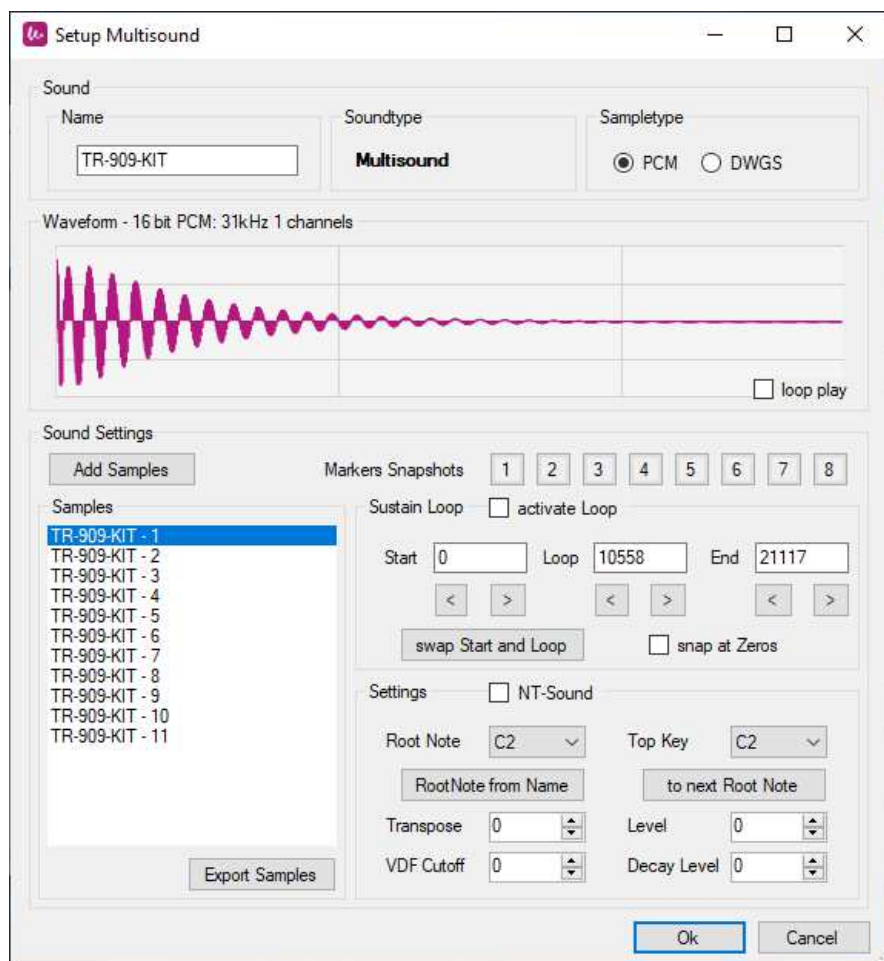 Setup Multisound
Sound
Name
Soundtype
Sampletype
TR-909-KIT
Multisound
PCM
DWGS
Waveform - 16 bit PCM: 31kHz 1 channels
loop play
Sound Settings
Add Samples
Markers Snapshots
1 2 3 4 5 6 7 8
Samples
TR-909-KIT - 1
TR-909-KIT - 2
TR-909-KIT - 3
TR-909-KIT - 4
TR-909-KIT - 5
TR-909-KIT - 6
TR-909-KIT - 7
TR-909-KIT - 8
TR-909-KIT - 9
TR-909-KIT - 10
TR-909-KIT - 11
Export Samples
Sustain Loop activate Loop
Start 0 Loop 10558 End 21117
< > < > < >
swap Start and Loop snap at Zeros
Settings NT-Sound
Root Note C2 Top Key C2
RootNote from Name to next Root Note
Transpose 0 Level 0
VDF Cutoff 0 Decay Level 0
Ok Cancel